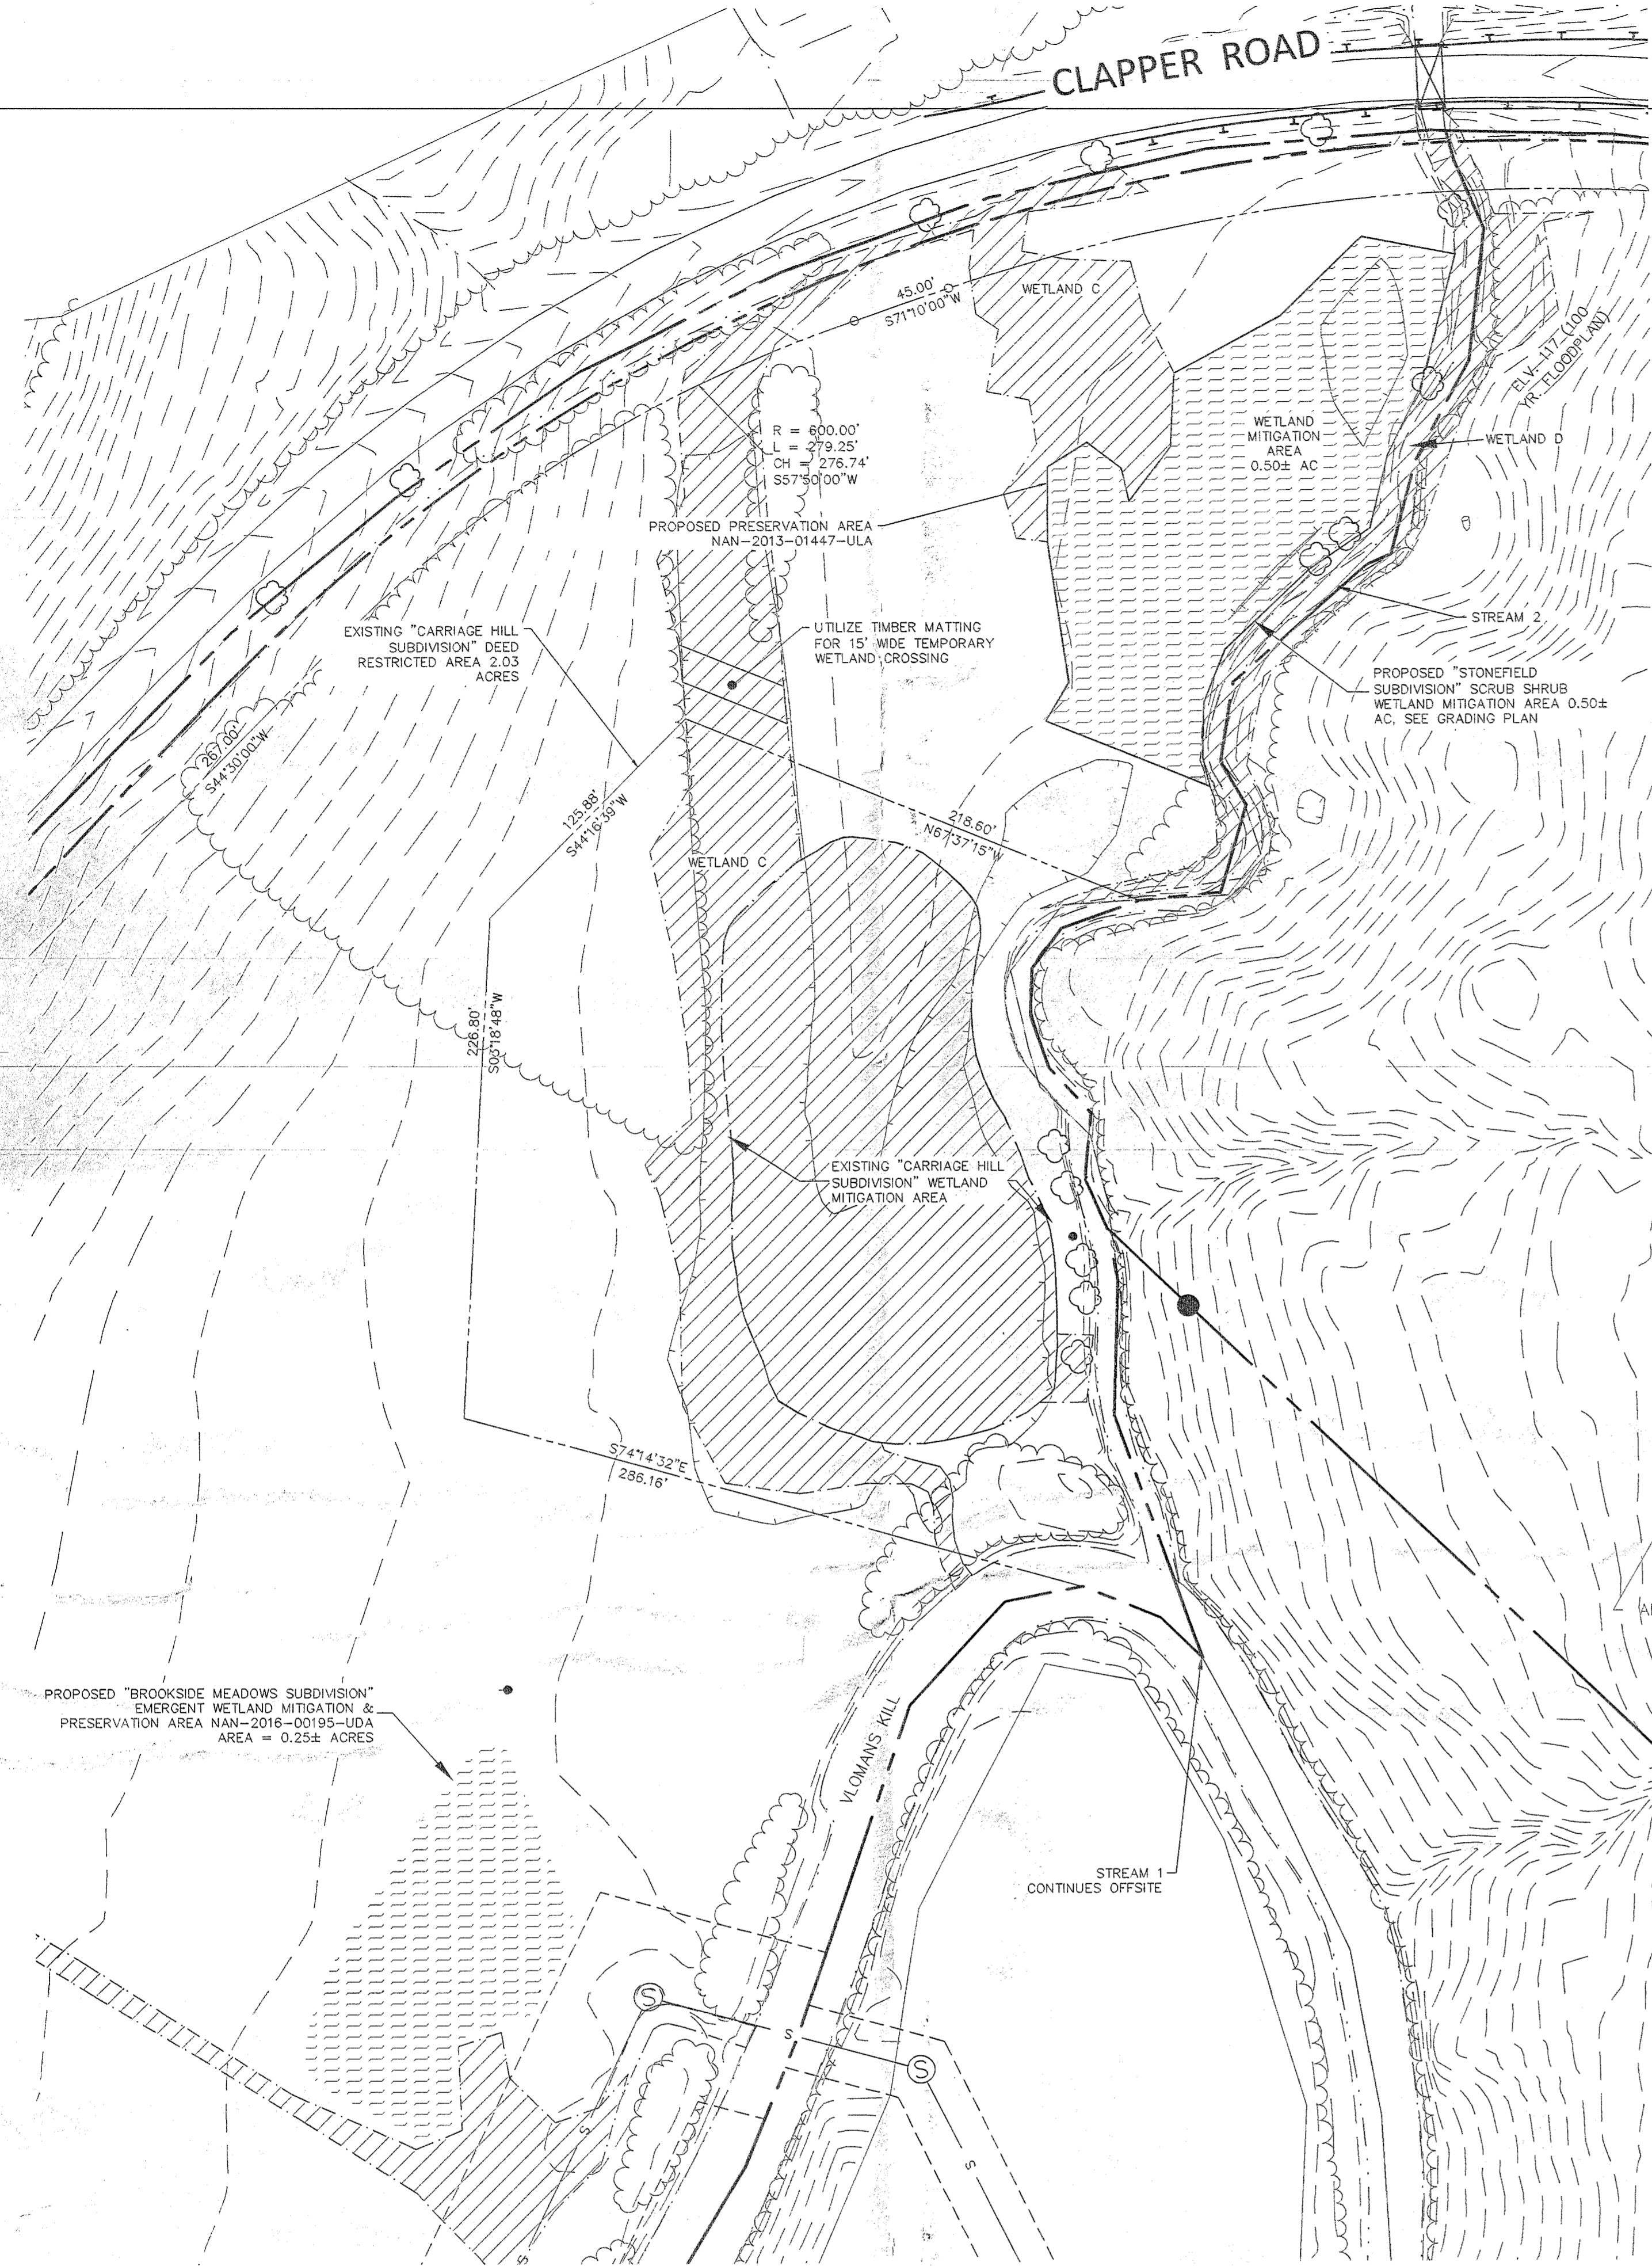 CLAPPER ROAD
45.00'
S71°10'00"W
WETLAND C
ELV. 117 (100
YR. FLOODPLAN)
R = 600.00'
L = 279.25'
CH = 276.74'
S57°50'00"W
WETLAND
MITIGATION
AREA
0.50± AC
WETLAND D
PROPOSED PRESERVATION AREA
NAN-2013-01447-ULA
STREAM 2
EXISTING "CARRIAGE HILL
SUBDIVISION" DEED
RESTRICTED AREA 2.03
ACRES
UTILIZE TIMBER MATTING
FOR 15' WIDE TEMPORARY
WETLAND CROSSING
PROPOSED "STONEFIELD
SUBDIVISION" SCRUB SHRUB
WETLAND MITIGATION AREA 0.50±
AC, SEE GRADING PLAN
267.00'
S44°30'00"W
125.88'
S44°16'39"W
218.60'
N67°37'15"W
WETLAND C
226.80'
S03°18'48"W
EXISTING "CARRIAGE HILL
SUBDIVISION" WETLAND
MITIGATION AREA
S74°14'32"E
286.16'
PROPOSED "BROOKSIDE MEADOWS SUBDIVISION"
EMERGENT WETLAND MITIGATION &
PRESERVATION AREA NAN-2016-00195-UDA
AREA = 0.25± ACRES
VLOMANS KILL
STREAM 1
CONTINUES OFFSITE
S
S
S
S
S
S